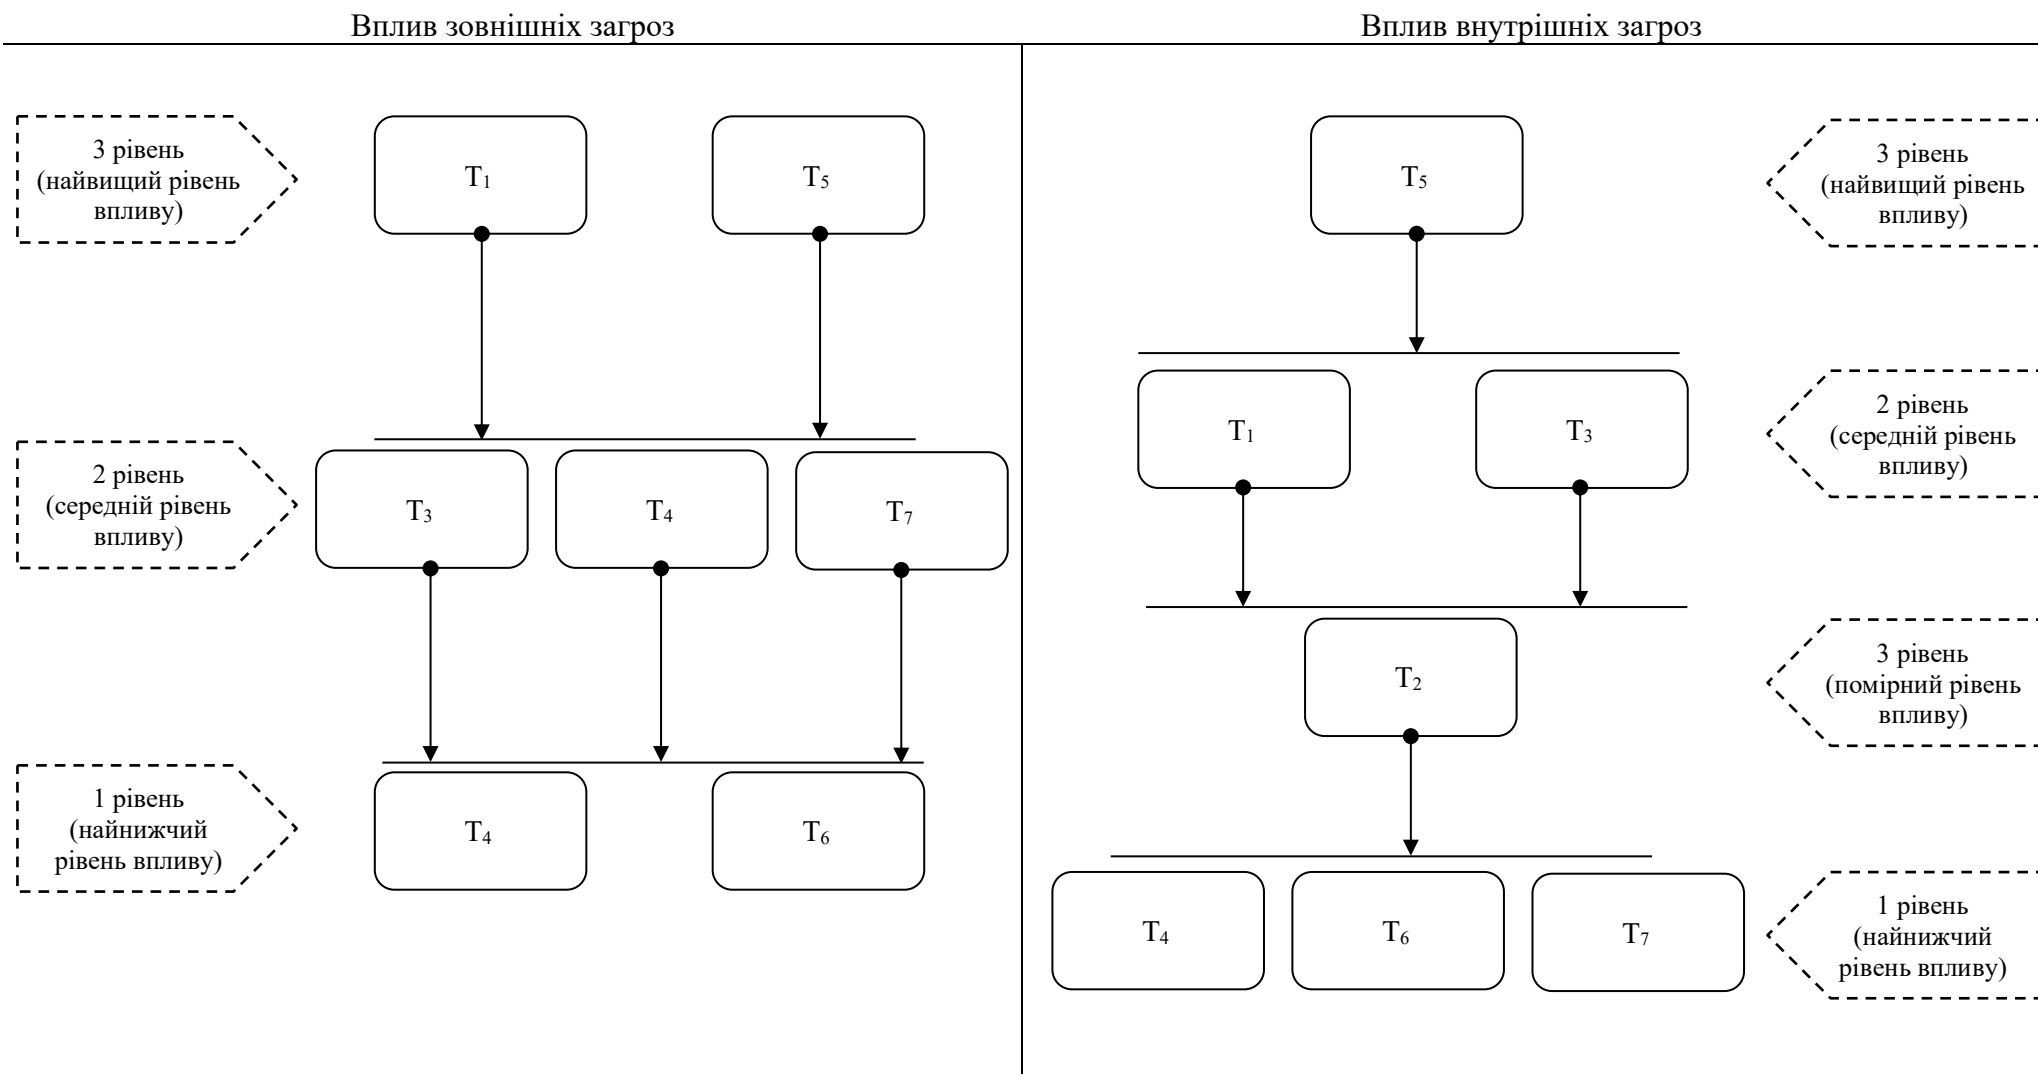 Вплив зовнішніх загроз
Вплив внутрішніх загроз
3 рівень
(найвищий рівень
впливу)
T₁
T₅
2 рівень
(середній рівень
впливу)
T₃
T₄
T₇
1 рівень
(найнижчий
рівень впливу)
T₄
T₆
T₅
3 рівень
(найвищий рівень
впливу)
T₁
T₃
2 рівень
(середній рівень
впливу)
T₂
3 рівень
(помірний рівень
впливу)
T₄
T₆
T₇
1 рівень
(найнижчий
рівень впливу)